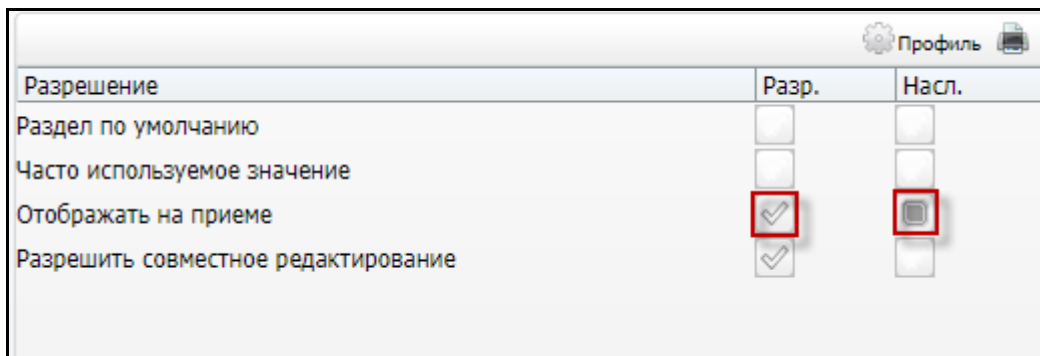 Профиль
Разрешение Разр. Насл.
Раздел по умолчанию
Часто используемое значение
Отображать на приеме
Разрешить совместное редактирование